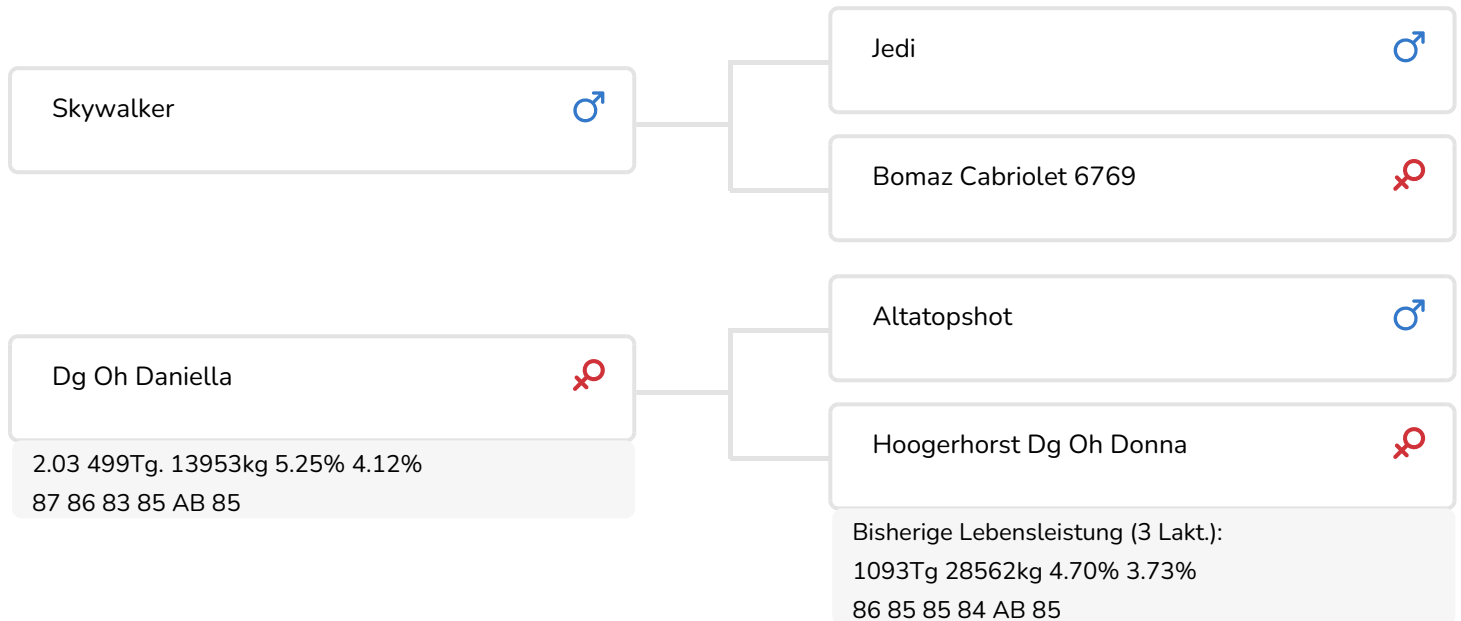 Skywalker
Jedi
Bomaz Cabriolet 6769
Dg Oh Daniella
2.03 499Tg. 13953kg 5.25% 4.12%
87 86 83 85 AB 85
Altatopshot
Hoogerhorst Dg Oh Donna
Bisherige Lebensleistung (3 Lakt.):
1093Tg 28562kg 4.70% 3.73%
86 85 85 84 AB 85